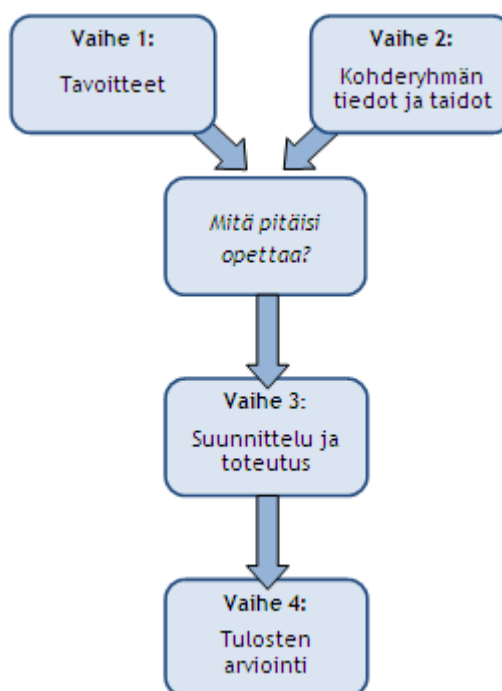 Vaihe 1:
Tavoitteet
Vaihe 2:
Kohderyhmän
tiedot ja taidot
Mitä pitäisi
opettaa?
Vaihe 3:
Suunnittelu ja
toteutus
Vaihe 4:
Tulosten
arviointi